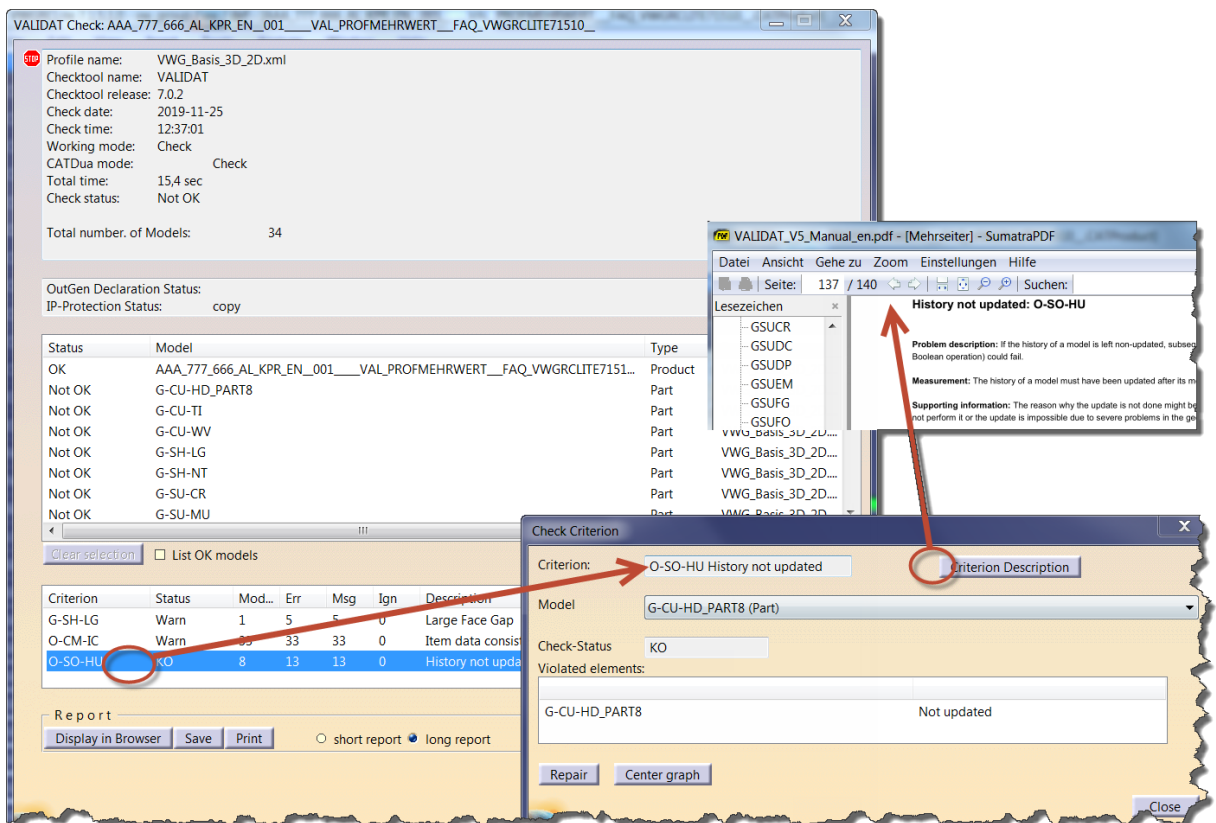 VALIDAT Check: AAA_777_666_AL_KPR_EN__001____VAL_PROFMEHRWERT__FAQ_VWGRCLITE71510__
STOP
Profile name: VWG_Basis_3D_2D.xml
Checktool name: VALIDAT
Checktool release: 7.0.2
Check date: 2019-11-25
Check time: 12:37:01
Working mode: Check
CATDua mode: Check
Total time: 15,4 sec
Check status: Not OK
Total number. of Models: 34
OutGen Declaration Status:
IP-Protection Status: copy
Status Model Type
OK AAA_777_666_AL_KPR_EN__001____VAL_PROFMEHRWERT__FAQ_VWGRCLITE7151... Product
Not OK G-CU-HD_PART8 Part
Not OK G-CU-TI Part
Not OK G-CU-WV Part VWG_Basis_3D_2D....
Not OK G-SH-LG Part VWG_Basis_3D_2D....
Not OK G-SH-NT Part VWG_Basis_3D_2D....
Not OK G-SU-CR Part VWG_Basis_3D_2D....
Not OK G-SU-MU Part VWG_Basis_3D_2D....
Clear selection List OK models
Criterion Status Mod... Err Msg Ign Description
G-SH-LG Warn 1 5 5 0 Large Face Gap
O-CM-IC Warn 33 33 33 0 Item data consist
O-SO-HU KO 8 13 13 0 History not upda
Report
Display in Browser Save Print short report long report
PDF VALIDAT_V5_Manual_en.pdf - [Mehrseiter] - SumatraPDF
Datei Ansicht Gehe zu Zoom Einstellungen Hilfe
Seite: 137 / 140 Suchen:
Lesezeichen
GSUCR
GSUDC
GSUDP
GSUEM
GSUFG
GSUFO
History not updated: O-SO-HU
Problem description: If the history of a model is left non-updated, subseq
Boolean operation) could fail.
Measurement: The history of a model must have been updated after its m
Supporting information: The reason why the update is not done might be
not perform it or the update is impossible due to severe problems in the ge
Check Criterion
Criterion: O-SO-HU History not updated Criterion Description
Model G-CU-HD_PART8 (Part)
Check-Status KO
Violated elements:
G-CU-HD_PART8 Not updated
Repair Center graph
Close